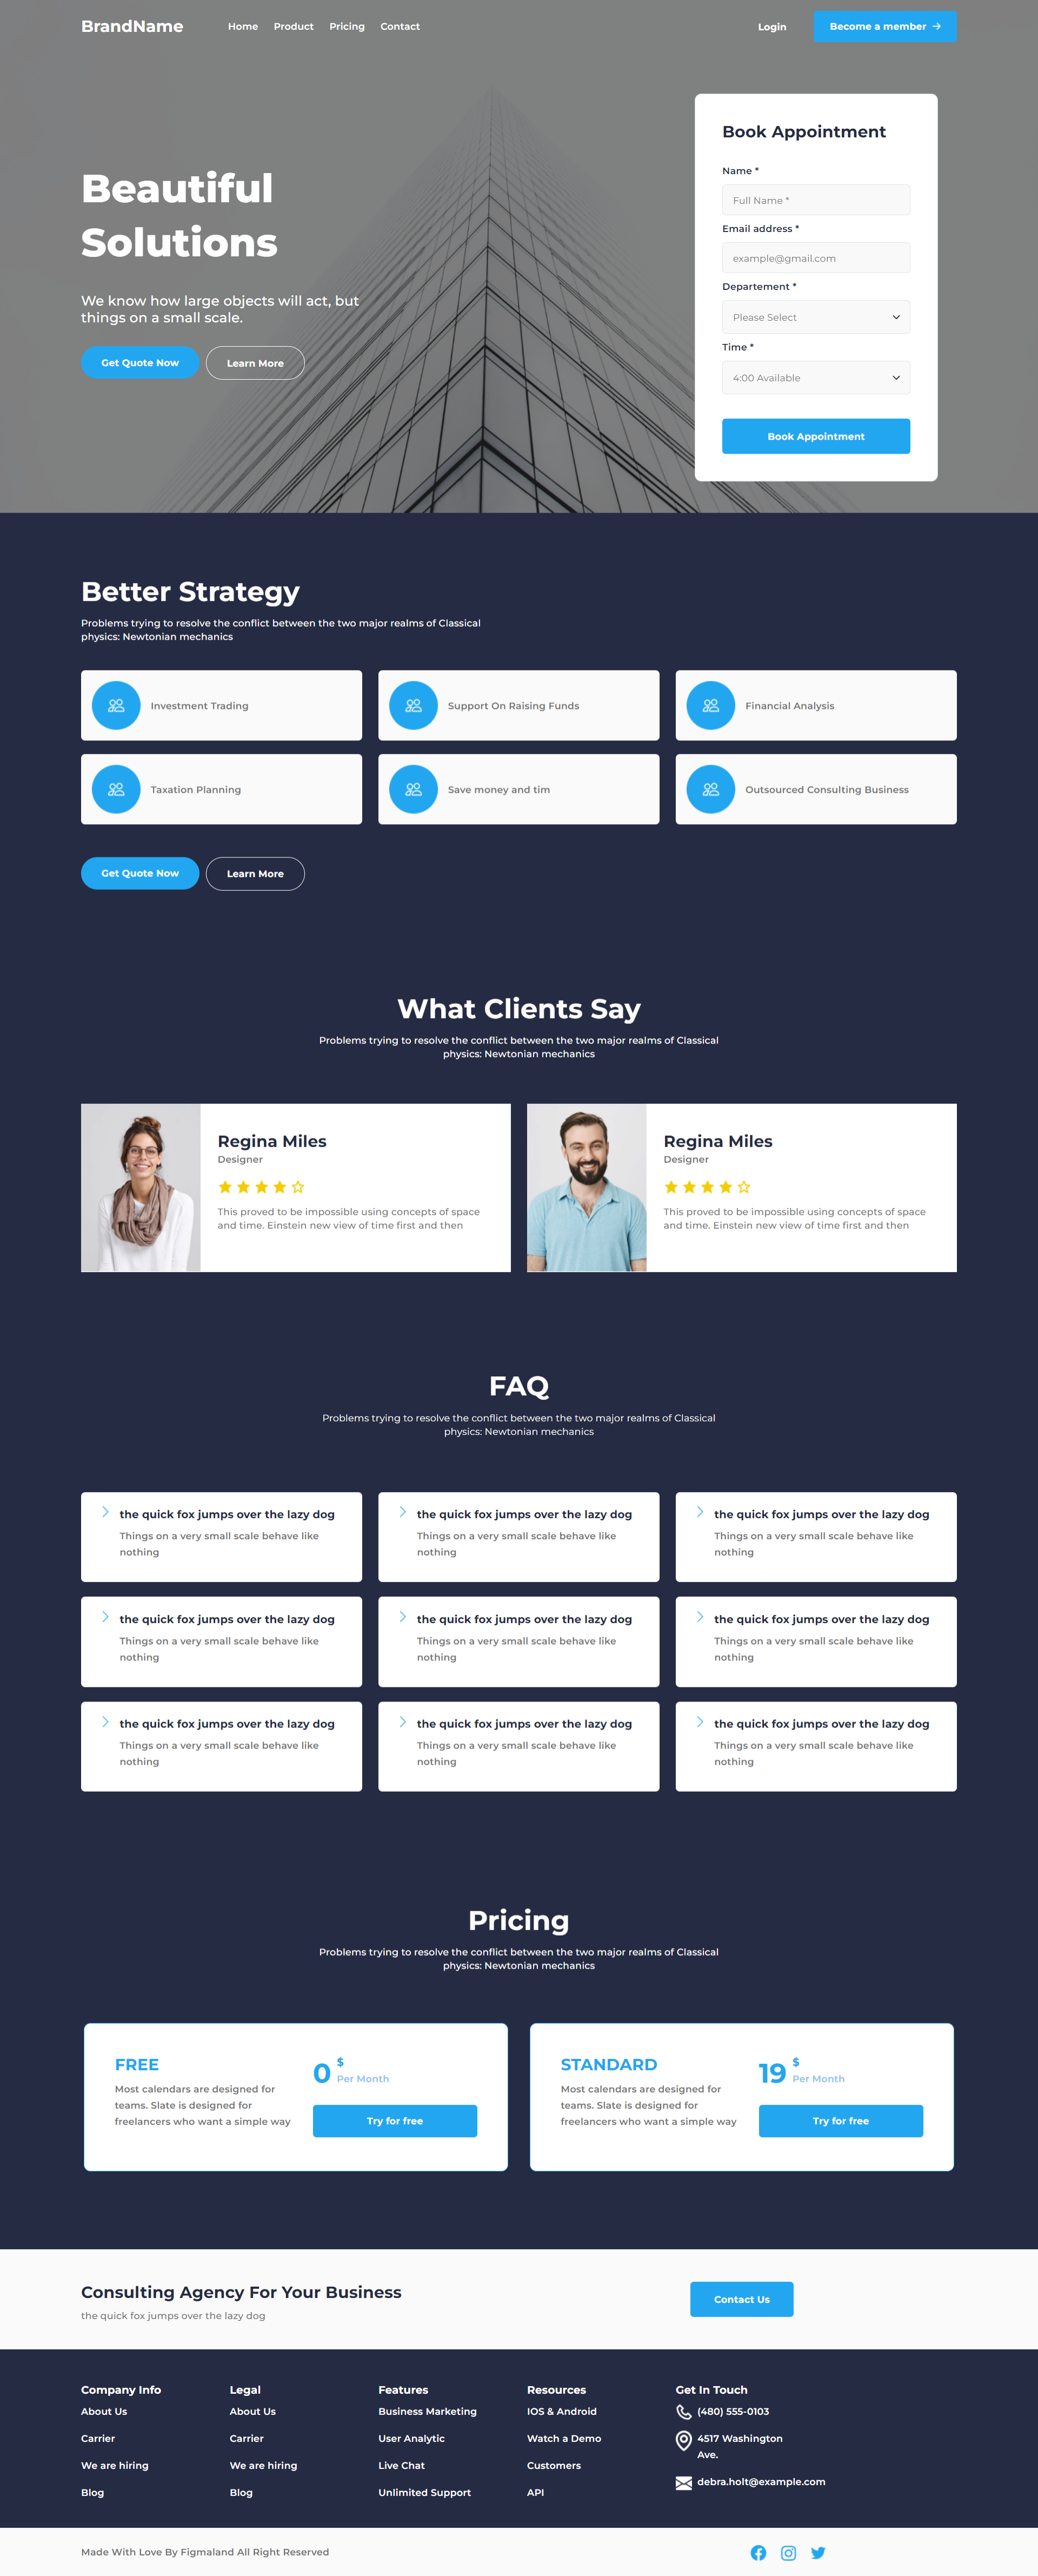 BrandName
Home Product Pricing Contact
Login
Become a member
Beautiful
Solutions
We know how large objects will act, but
things on a small scale.
Get Quote Now
Learn More
Book Appointment
Name *
Full Name *
Email address *
example@gmail.com
Departement *
Please Select
Time *
4:00 Available
Book Appointment
Better Strategy
Problems trying to resolve the conflict between the two major realms of Classical
physics: Newtonian mechanics
Investment Trading
Support On Raising Funds
Financial Analysis
Taxation Planning
Save money and tim
Outsourced Consulting Business
Get Quote Now
Learn More
What Clients Say
Problems trying to resolve the conflict between the two major realms of Classical
physics: Newtonian mechanics
Regina Miles
Designer
This proved to be impossible using concepts of space
and time. Einstein new view of time first and then
Regina Miles
Designer
This proved to be impossible using concepts of space
and time. Einstein new view of time first and then
FAQ
Problems trying to resolve the conflict between the two major realms of Classical
physics: Newtonian mechanics
the quick fox jumps over the lazy dog
Things on a very small scale behave like
nothing
the quick fox jumps over the lazy dog
Things on a very small scale behave like
nothing
the quick fox jumps over the lazy dog
Things on a very small scale behave like
nothing
the quick fox jumps over the lazy dog
Things on a very small scale behave like
nothing
the quick fox jumps over the lazy dog
Things on a very small scale behave like
nothing
the quick fox jumps over the lazy dog
Things on a very small scale behave like
nothing
the quick fox jumps over the lazy dog
Things on a very small scale behave like
nothing
the quick fox jumps over the lazy dog
Things on a very small scale behave like
nothing
the quick fox jumps over the lazy dog
Things on a very small scale behave like
nothing
Pricing
Problems trying to resolve the conflict between the two major realms of Classical
physics: Newtonian mechanics
FREE
Most calendars are designed for
teams. Slate is designed for
freelancers who want a simple way
0 $
Per Month
Try for free
STANDARD
Most calendars are designed for
teams. Slate is designed for
freelancers who want a simple way
19 $
Per Month
Try for free
Consulting Agency For Your Business
the quick fox jumps over the lazy dog
Contact Us
Company Info
About Us
Carrier
We are hiring
Blog
Legal
About Us
Carrier
We are hiring
Blog
Features
Business Marketing
User Analytic
Live Chat
Unlimited Support
Resources
IOS & Android
Watch a Demo
Customers
API
Get In Touch
(480) 555-0103
4517 Washington
Ave.
debra.holt@example.com
Made With Love By Figmaland All Right Reserved